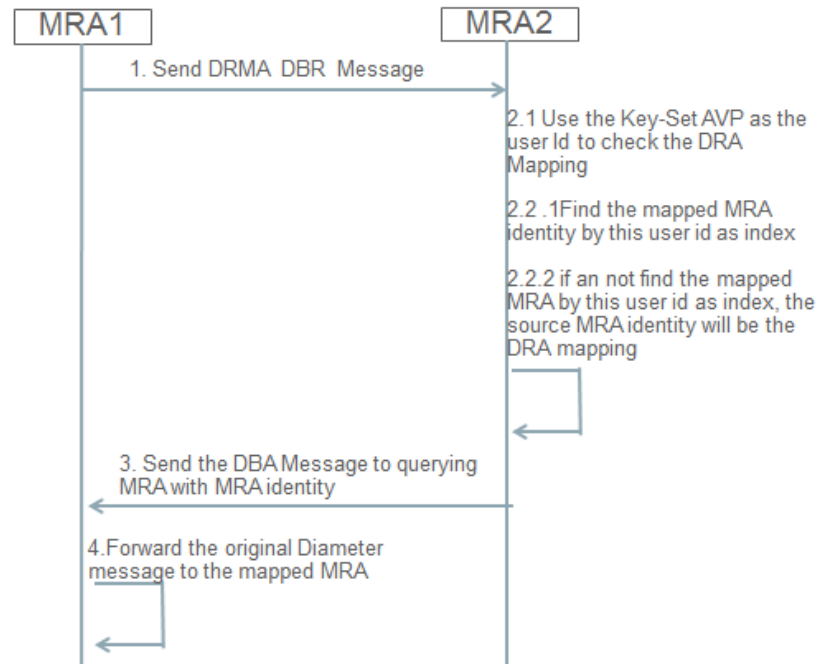 MRA1
MRA2
1. Send DRMA DBR Message
2.1 Use the Key-Set AVP as the
user Id to check the DRA
Mapping
2.2 .1Find the mapped MRA
identity by this user id as index
2.2.2 if an not find the mapped
MRA by this user id as index, the
source MRA identity will be the
DRA mapping
3. Send the DBA Message to querying
MRA with MRA identity
4.Forward the original Diameter
message to the mapped MRA